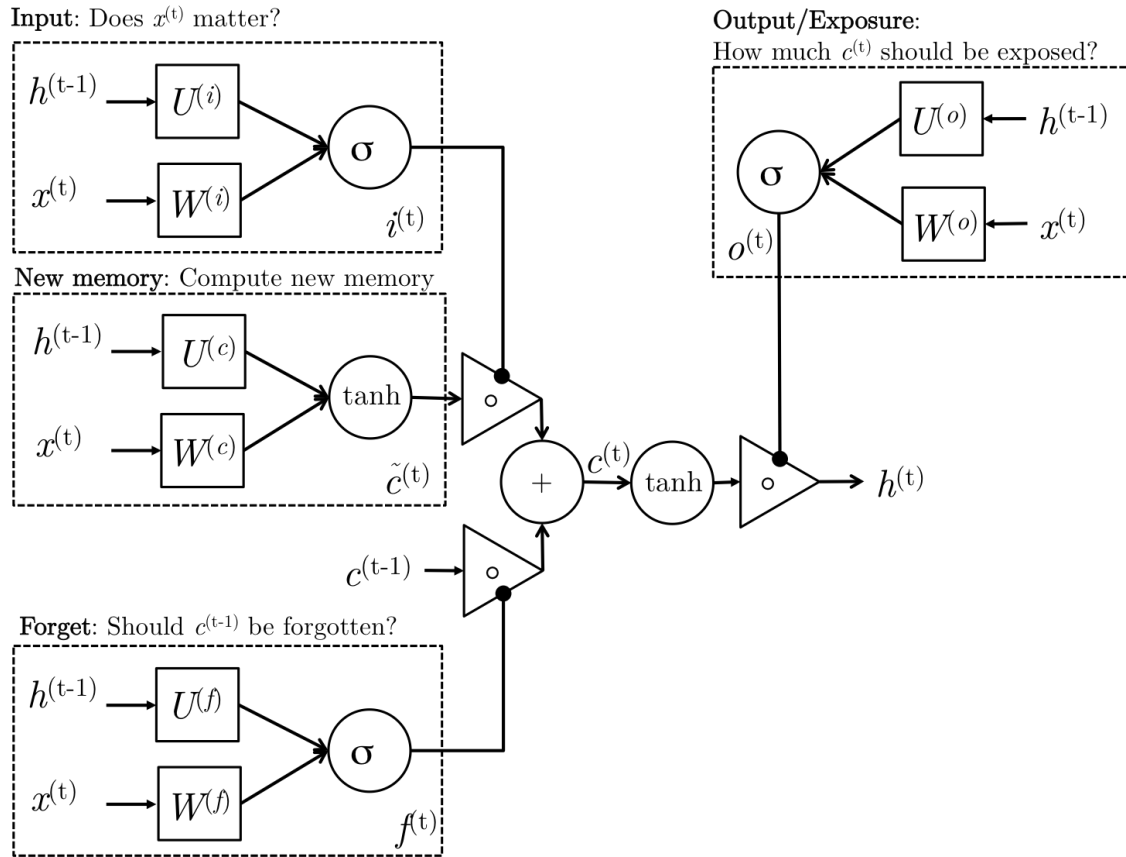 Input: Does x^(t) matter?
h^(t-1)
U^(i)
σ
x^(t)
W^(i)
i^(t)
New memory: Compute new memory
h^(t-1)
U^(c)
tanh
x^(t)
W^(c)
c̃^(t)
∘
+
c^(t)
tanh
∘
h^(t)
c^(t-1)
∘
Forget: Should c^(t-1) be forgotten?
h^(t-1)
U^(f)
σ
x^(t)
W^(f)
f^(t)
Output/Exposure:
How much c^(t) should be exposed?
U^(o)
h^(t-1)
σ
W^(o)
x^(t)
o^(t)